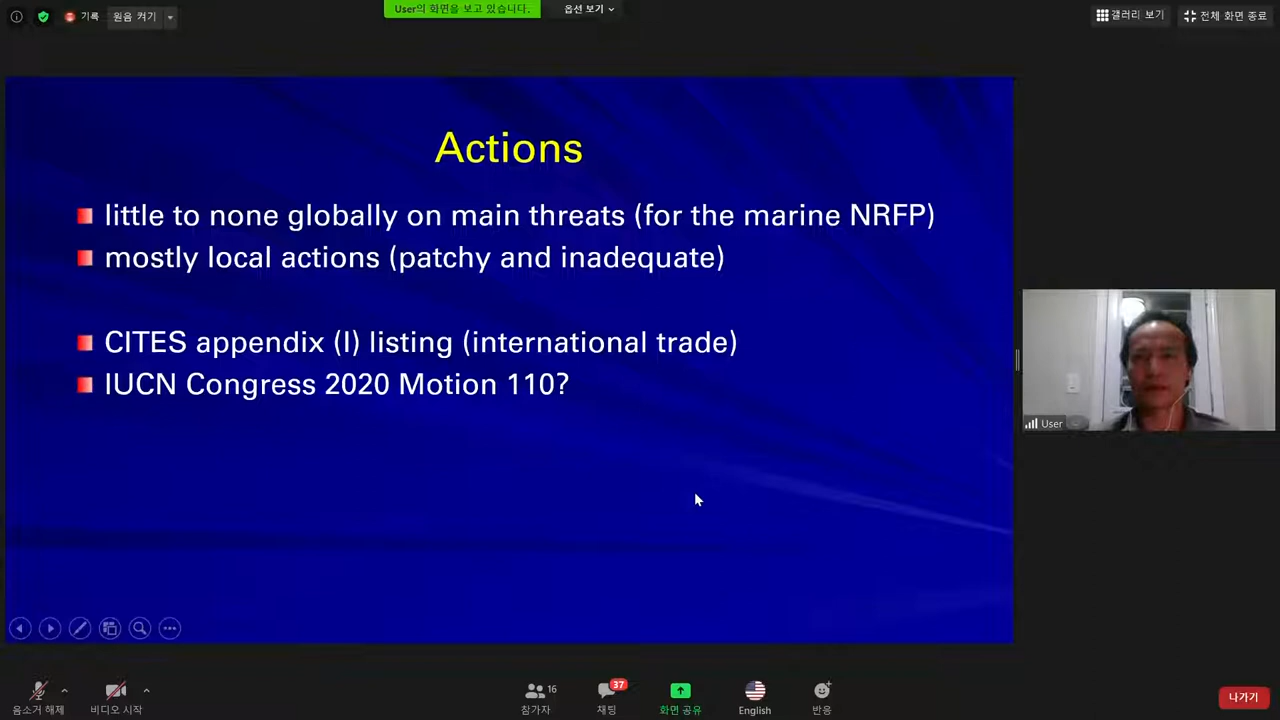 기록
원음 켜기
User의 화면을 보고 있습니다.
옵션 보기
갤러리 보기
전체 화면 종료
Actions
little to none globally on main threats (for the marine NRFP)
mostly local actions (patchy and inadequate)
CITES appendix (I) listing (international trade)
IUCN Congress 2020 Motion 110?
User
음소거 해제
비디오 시작
16
참가자
37
채팅
화면 공유
English
반응
나가기